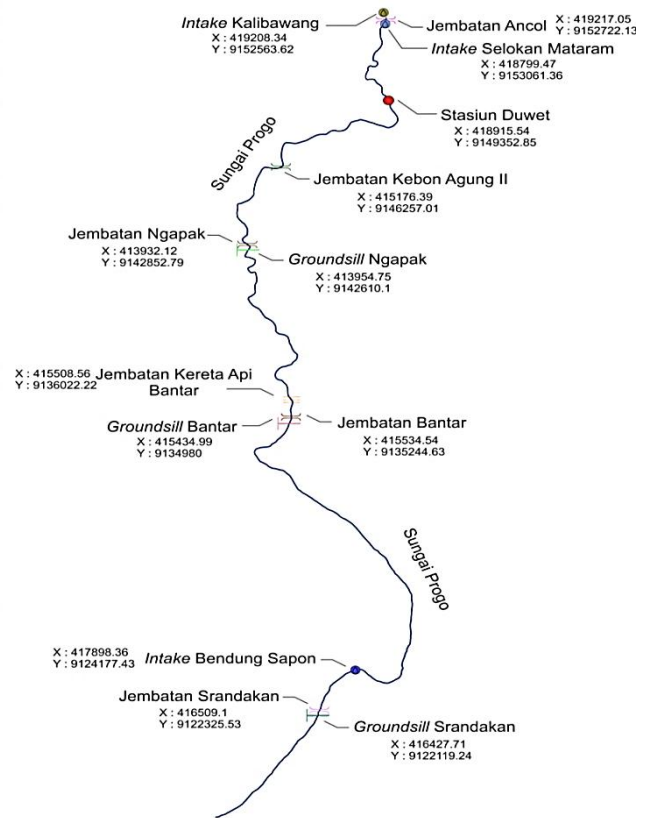 Intake Kalibawang
X : 419208.34
Y : 9152563.62
Jembatan Ancol
X : 419217.05
Y : 9152722.13
Intake Selokan Mataram
X : 418799.47
Y : 9153061.36
Stasiun Duwet
X : 418915.54
Y : 9149352.85
Sungai Progo
Jembatan Kebon Agung II
X : 415176.39
Y : 9146257.01
Jembatan Ngapak
X : 413932.12
Y : 9142852.79
Groundsill Ngapak
X : 413954.75
Y : 9142610.1
X : 415508.56
Y : 9136022.22
Jembatan Kereta Api
Bantar
Groundsill Bantar
X : 415434.99
Y : 9134980
Jembatan Bantar
X : 415534.54
Y : 9135244.63
Sungai Progo
X : 417898.36
Y : 9124177.43
Intake Bendung Sapon
Jembatan Srandakan
X : 416509.1
Y : 9122325.53
Groundsill Srandakan
X : 416427.71
Y : 9122119.24